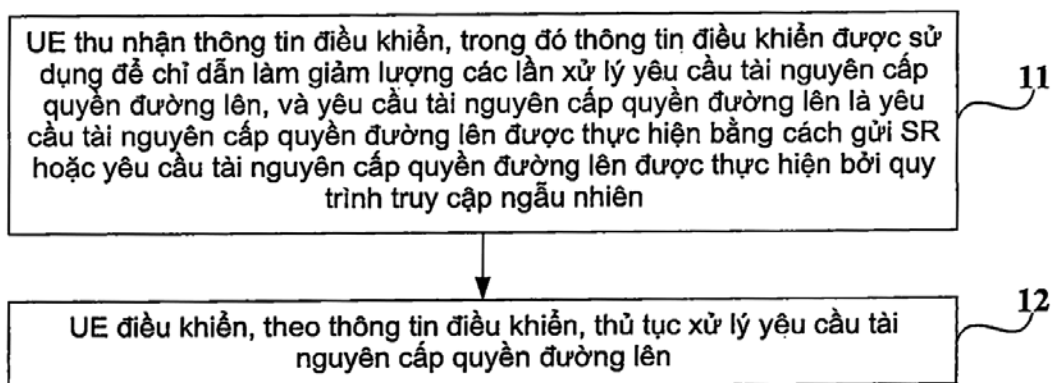 UE thu nhận thông tin điều khiển, trong đó thông tin điều khiển được sử
dụng để chỉ dẫn làm giảm lượng các lần xử lý yêu cầu tài nguyên cấp
quyền đường lên, và yêu cầu tài nguyên cấp quyền đường lên là yêu
cầu tài nguyên cấp quyền đường lên được thực hiện bằng cách gửi SR
hoặc yêu cầu tài nguyên cấp quyền đường lên được thực hiện bởi quy
trình truy cập ngẫu nhiên
11
UE điều khiển, theo thông tin điều khiển, thủ tục xử lý yêu cầu tài
nguyên cấp quyền đường lên
12